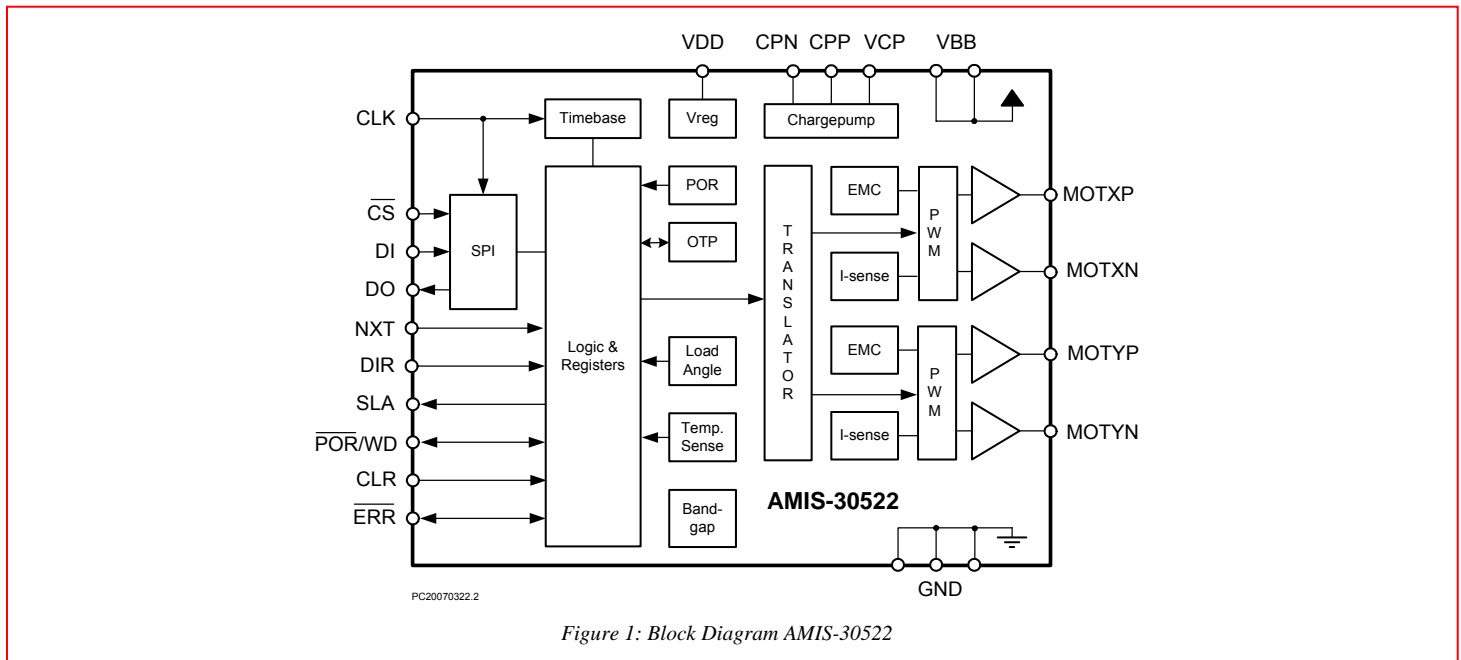 VDD CPN CPP VCP VBB
CLK
Timebase
Vreg
Chargepump
CS
DI
DO
SPI
NXT
DIR
SLA
POR/WD
CLR
ERR
Logic &
Registers
POR
OTP
Load
Angle
Temp.
Sense
Band-
gap
T
R
A
N
S
L
A
T
O
R
EMC
I-sense
P
W
M
MOTXP
MOTXN
EMC
I-sense
P
W
M
MOTYP
MOTYN
AMIS-30522
GND
PC20070322.2
Figure 1: Block Diagram AMIS-30522